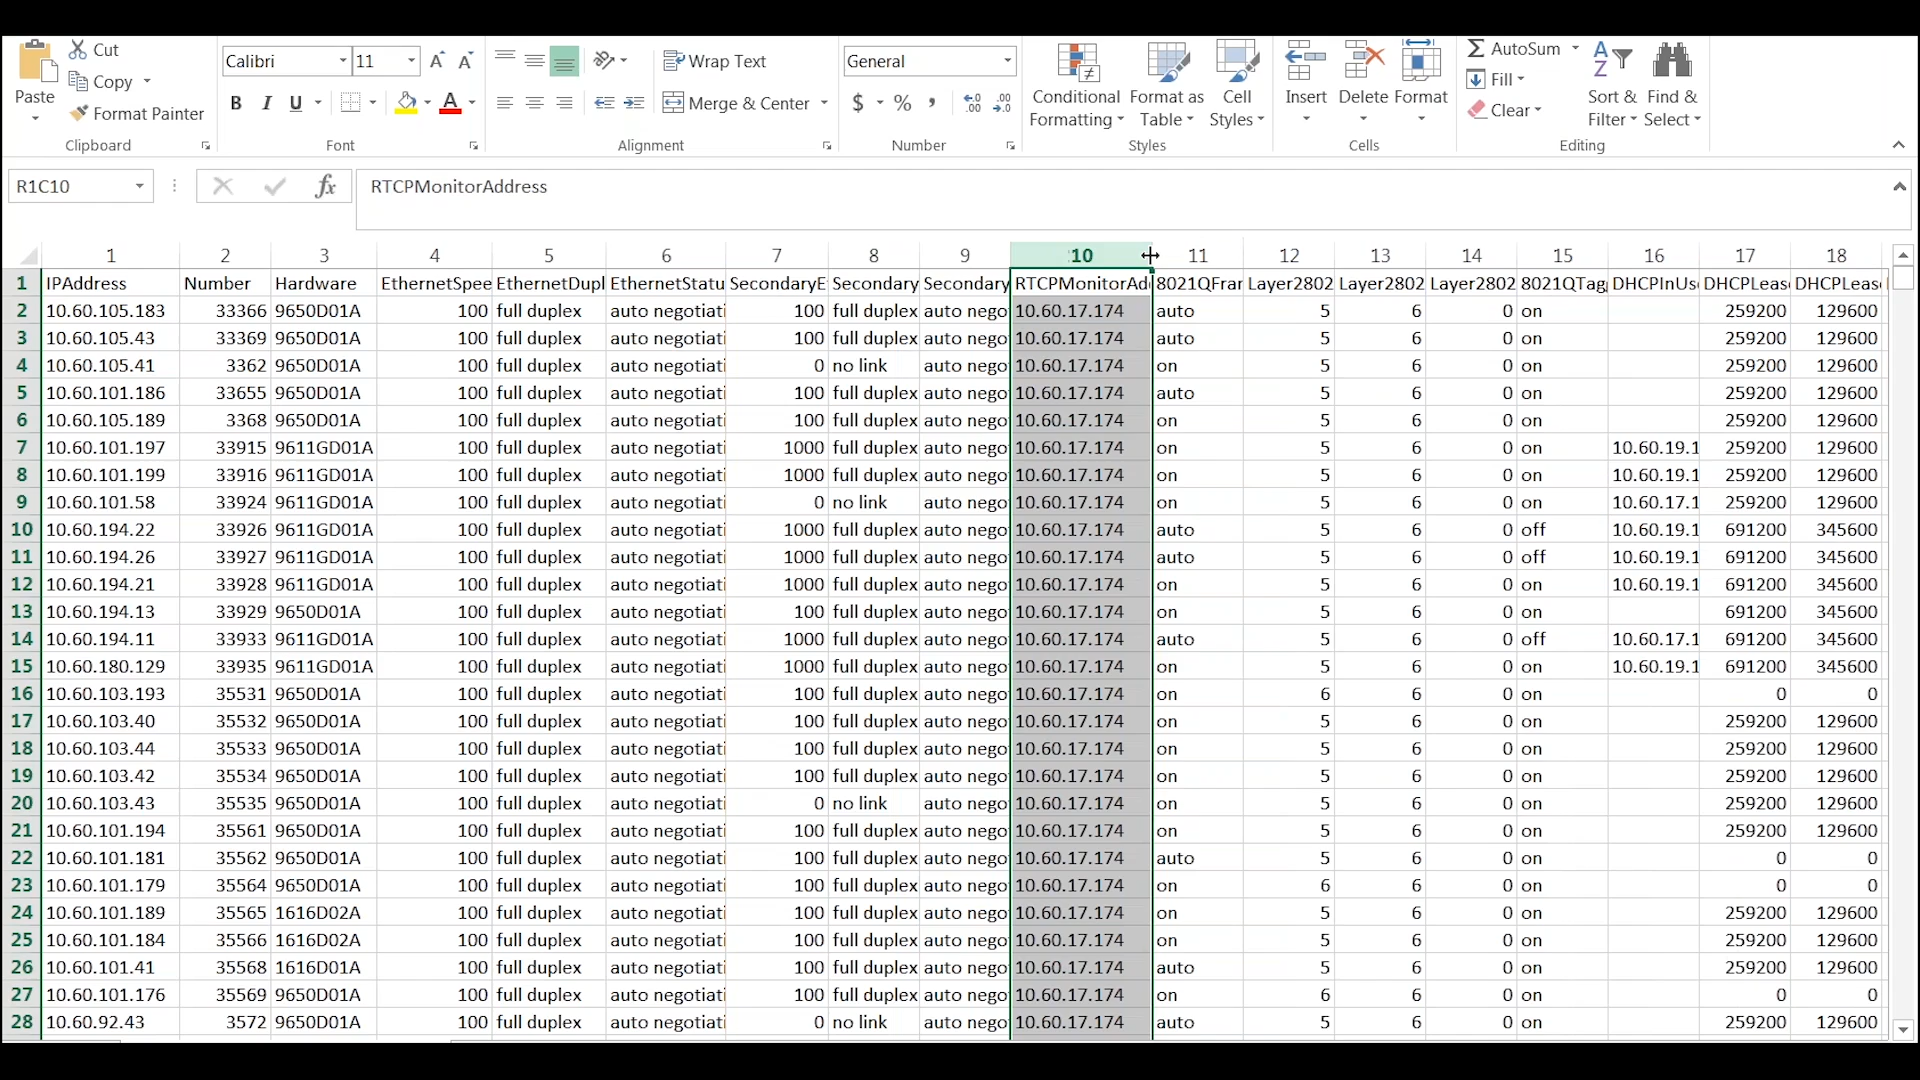 Cut
Copy
Format Painter
Paste
Clipboard
Calibri 11
B I U A
Font
Wrap Text
Merge & Center
Alignment
General
$ % ,
Number
Conditional Formatting
Format as Table
Cell Styles
Styles
Insert
Delete
Format
Cells
AutoSum
Fill
Clear
Sort & Filter
Find & Select
Editing
R1C10 fx RTCPMonitorAddress
1 2 3 4 5 6 7 8 9 10 11 12 13 14 15 16 17 18
1 IPAddress Number Hardware EthernetSpee EthernetDupl EthernetStatu SecondaryE Secondary Secondary RTCPMonitorAd 8021QFrar Layer2802 Layer2802 Layer2802 8021QTag DHCPInUs DHCPLeas DHCPLeas
2 10.60.105.183 33366 9650D01A 100 full duplex auto negotiati 100 full duplex auto nego 10.60.17.174 auto 5 6 0 on 259200 129600
3 10.60.105.43 33369 9650D01A 100 full duplex auto negotiati 100 full duplex auto nego 10.60.17.174 auto 5 6 0 on 259200 129600
4 10.60.105.41 3362 9650D01A 100 full duplex auto negotiati 0 no link auto nego 10.60.17.174 on 5 6 0 on 259200 129600
5 10.60.101.186 33655 9650D01A 100 full duplex auto negotiati 100 full duplex auto nego 10.60.17.174 auto 5 6 0 on 259200 129600
6 10.60.105.189 3368 9650D01A 100 full duplex auto negotiati 100 full duplex auto nego 10.60.17.174 on 5 6 0 on 259200 129600
7 10.60.101.197 33915 9611GD01A 100 full duplex auto negotiati 1000 full duplex auto nego 10.60.17.174 on 5 6 0 on 10.60.19.1 259200 129600
8 10.60.101.199 33916 9611GD01A 100 full duplex auto negotiati 1000 full duplex auto nego 10.60.17.174 on 5 6 0 on 10.60.19.1 259200 129600
9 10.60.101.58 33924 9611GD01A 100 full duplex auto negotiati 0 no link auto nego 10.60.17.174 on 5 6 0 on 10.60.17.1 259200 129600
10 10.60.194.22 33926 9611GD01A 100 full duplex auto negotiati 1000 full duplex auto nego 10.60.17.174 auto 5 6 0 off 10.60.19.1 691200 345600
11 10.60.194.26 33927 9611GD01A 100 full duplex auto negotiati 1000 full duplex auto nego 10.60.17.174 auto 5 6 0 off 10.60.19.1 691200 345600
12 10.60.194.21 33928 9611GD01A 100 full duplex auto negotiati 1000 full duplex auto nego 10.60.17.174 on 5 6 0 on 10.60.19.1 691200 345600
13 10.60.194.13 33929 9650D01A 100 full duplex auto negotiati 100 full duplex auto nego 10.60.17.174 on 5 6 0 on 691200 345600
14 10.60.194.11 33933 9611GD01A 100 full duplex auto negotiati 1000 full duplex auto nego 10.60.17.174 auto 5 6 0 off 10.60.17.1 691200 345600
15 10.60.180.129 33935 9611GD01A 100 full duplex auto negotiati 1000 full duplex auto nego 10.60.17.174 on 5 6 0 on 10.60.19.1 691200 345600
16 10.60.103.193 35531 9650D01A 100 full duplex auto negotiati 100 full duplex auto nego 10.60.17.174 on 6 6 0 on 0 0
17 10.60.103.40 35532 9650D01A 100 full duplex auto negotiati 100 full duplex auto nego 10.60.17.174 on 5 6 0 on 259200 129600
18 10.60.103.44 35533 9650D01A 100 full duplex auto negotiati 100 full duplex auto nego 10.60.17.174 on 5 6 0 on 259200 129600
19 10.60.103.42 35534 9650D01A 100 full duplex auto negotiati 100 full duplex auto nego 10.60.17.174 on 5 6 0 on 259200 129600
20 10.60.103.43 35535 9650D01A 100 full duplex auto negotiati 0 no link auto nego 10.60.17.174 on 5 6 0 on 259200 129600
21 10.60.101.194 35561 9650D01A 100 full duplex auto negotiati 100 full duplex auto nego 10.60.17.174 on 5 6 0 on 259200 129600
22 10.60.101.181 35562 9650D01A 100 full duplex auto negotiati 100 full duplex auto nego 10.60.17.174 auto 5 6 0 on 0 0
23 10.60.101.179 35564 9650D01A 100 full duplex auto negotiati 100 full duplex auto nego 10.60.17.174 on 6 6 0 on 0 0
24 10.60.101.189 35565 1616D02A 100 full duplex auto negotiati 100 full duplex auto nego 10.60.17.174 on 5 6 0 on 259200 129600
25 10.60.101.184 35566 1616D02A 100 full duplex auto negotiati 100 full duplex auto nego 10.60.17.174 on 5 6 0 on 259200 129600
26 10.60.101.41 35568 1616D01A 100 full duplex auto negotiati 100 full duplex auto nego 10.60.17.174 auto 5 6 0 on 259200 129600
27 10.60.101.176 35569 9650D01A 100 full duplex auto negotiati 100 full duplex auto nego 10.60.17.174 on 6 6 0 on 0 0
28 10.60.92.43 3572 9650D01A 100 full duplex auto negotiati 0 no link auto nego 10.60.17.174 auto 5 6 0 on 259200 129600